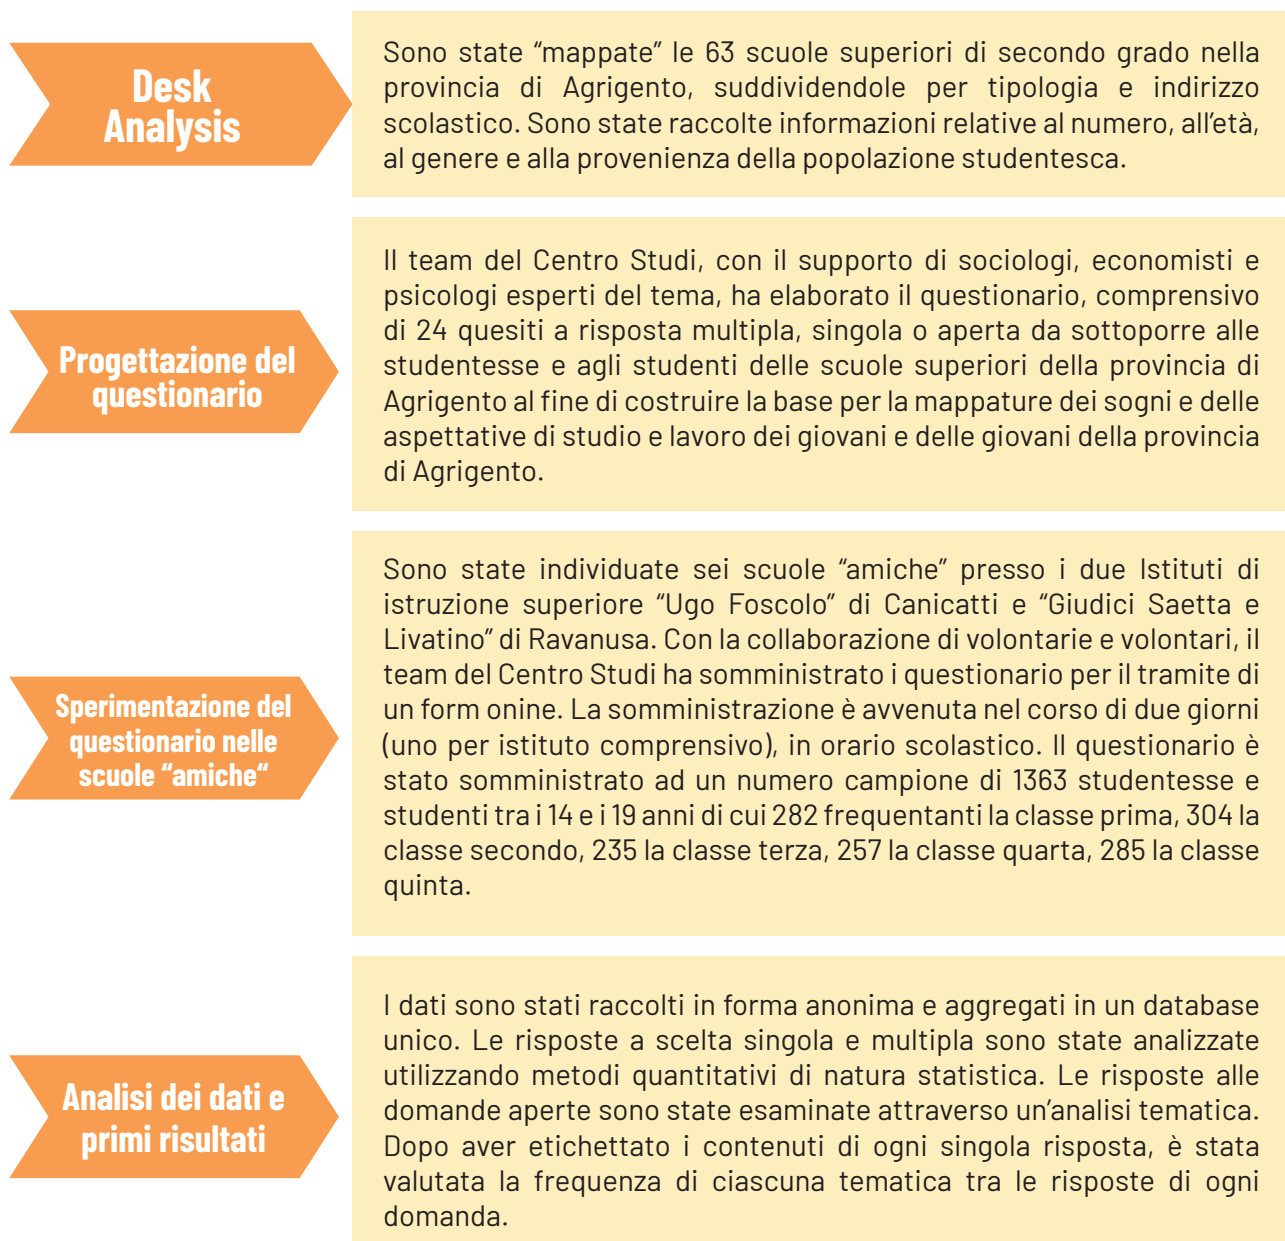 Desk
Analysis
Sono state “mappate” le 63 scuole superiori di secondo grado nella
provincia di Agrigento, suddividendole per tipologia e indirizzo
scolastico. Sono state raccolte informazioni relative al numero, all’età,
al genere e alla provenienza della popolazione studentesca.
Progettazione del
questionario
Il team del Centro Studi, con il supporto di sociologi, economisti e
psicologi esperti del tema, ha elaborato il questionario, comprensivo
di 24 quesiti a risposta multipla, singola o aperta da sottoporre alle
studentesse e agli studenti delle scuole superiori della provincia di
Agrigento al fine di costruire la base per la mappature dei sogni e delle
aspettative di studio e lavoro dei giovani e delle giovani della provincia
di Agrigento.
Sperimentazione del
questionario nelle
scuole “amiche“
Sono state individuate sei scuole “amiche” presso i due Istituti di
istruzione superiore “Ugo Foscolo” di Canicatti e “Giudici Saetta e
Livatino” di Ravanusa. Con la collaborazione di volontarie e volontari, il
team del Centro Studi ha somministrato i questionario per il tramite di
un form onine. La somministrazione è avvenuta nel corso di due giorni
(uno per istituto comprensivo), in orario scolastico. Il questionario è
stato somministrato ad un numero campione di 1363 studentesse e
studenti tra i 14 e i 19 anni di cui 282 frequentanti la classe prima, 304 la
classe secondo, 235 la classe terza, 257 la classe quarta, 285 la classe
quinta.
Analisi dei dati e
primi risultati
I dati sono stati raccolti in forma anonima e aggregati in un database
unico. Le risposte a scelta singola e multipla sono state analizzate
utilizzando metodi quantitativi di natura statistica. Le risposte alle
domande aperte sono state esaminate attraverso un’analisi tematica.
Dopo aver etichettato i contenuti di ogni singola risposta, è stata
valutata la frequenza di ciascuna tematica tra le risposte di ogni
domanda.